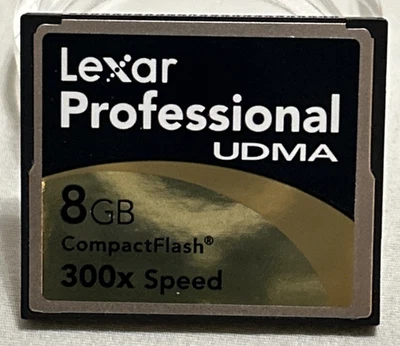 Lexar
Professional
UDMA
8GB
CompactFlash®
300x Speed